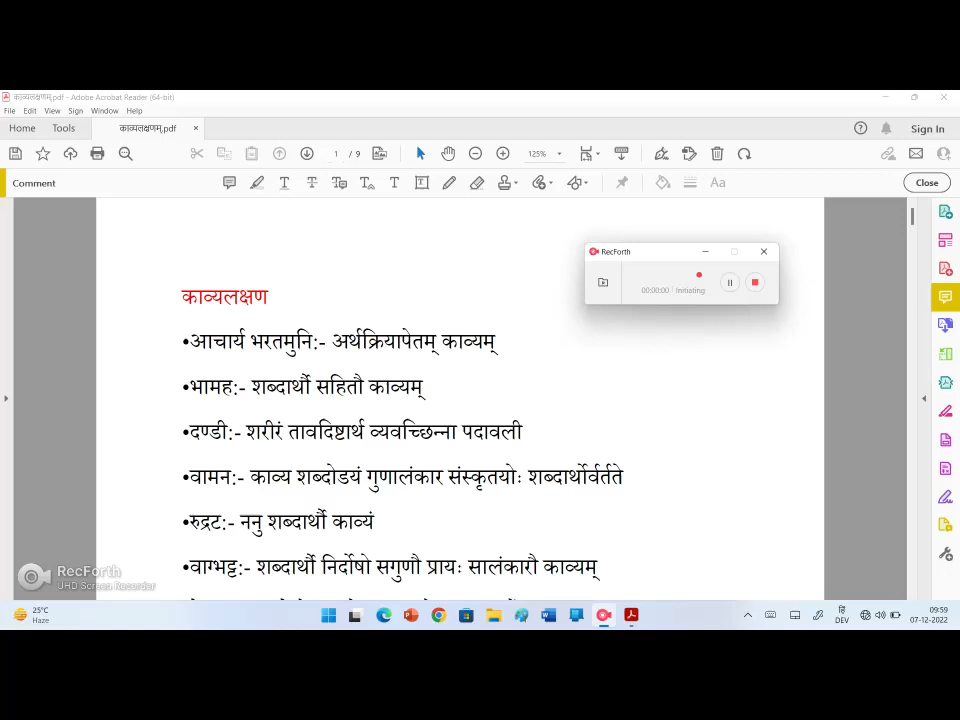 काव्यलक्षणम्.pdf - Adobe Acrobat Reader (64-bit)
File Edit View Sign Window Help
Home Tools काव्यलक्षणम्.pdf × Sign In
1 / 9 125%
Comment Aa Close
RecForth
00:00:00 Initiating
काव्यलक्षण
•आचार्य भरतमुनि:- अर्थक्रियापेतम् काव्यम्
•भामह:- शब्दार्थौ सहितौ काव्यम्
•दण्डी:- शरीरं तावदिष्टार्थ व्यवच्छिन्ना पदावली
•वामन:- काव्य शब्दोडयं गुणालंकार संस्कृतयोः शब्दार्थोर्वर्तते
•रुद्रट:- ननु शब्दार्थौ काव्यं
•वाग्भट्ट:- शब्दार्थौ निर्दोषो सगुणौ प्रायः सालंकारौ काव्यम्
RecForth
UHD Screen Recorder
25°C
Haze
हि
DEV
09:59
07-12-2022